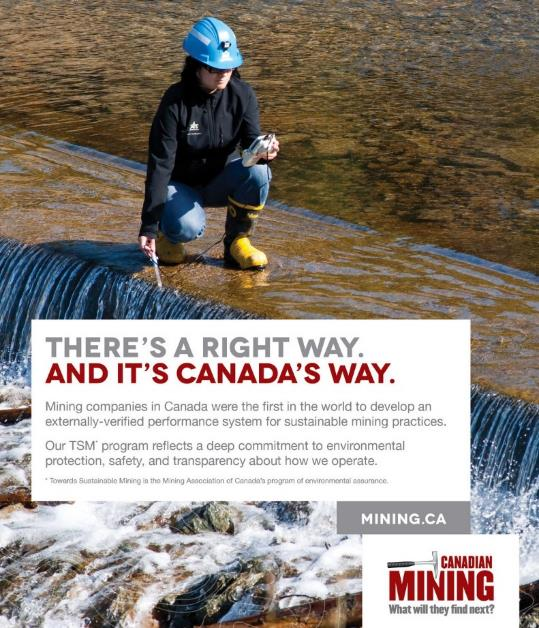 THERE'S A RIGHT WAY.
AND IT'S CANADA'S WAY.
Mining companies in Canada were the first in the world to develop an
externally-verified performance system for sustainable mining practices.
Our TSM* program reflects a deep commitment to environmental
protection, safety, and transparency about how we operate.
* Towards Sustainable Mining is the Mining Association of Canada's program of environmental assurance.
MINING.CA
CANADIAN
MINING
What will they find next?